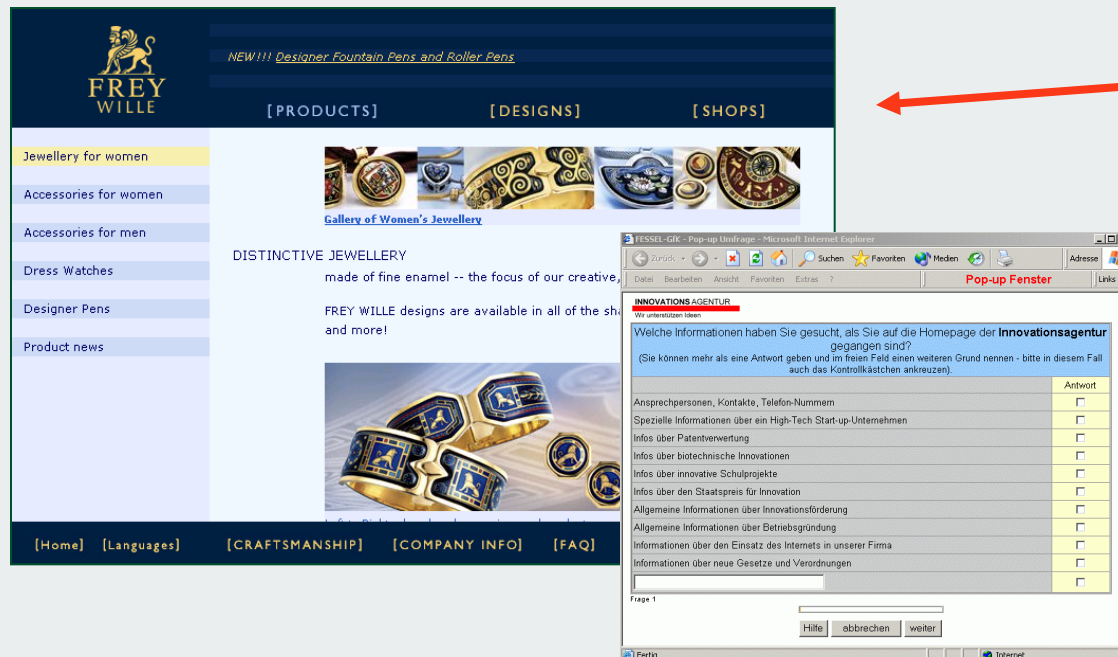 FREY
WILLE
NEW!!! Designer Fountain Pens and Roller Pens
[PRODUCTS] [DESIGNS] [SHOPS]
Jewellery for women
Accessories for women
Accessories for men
Dress Watches
Designer Pens
Product news
Gallery of Women's Jewellery
DISTINCTIVE JEWELLERY
made of fine enamel -- the focus of our creative,
FREY WILLE designs are available in all of the
and more!
[Home] [Languages] [CRAFTSMANSHIP] [COMPANY INFO] [FAQ]
FESSEL-GfK - Pop-up Umfrage - Microsoft Internet Explorer
Zurück Suchen Favoriten Medien Adresse
Datei Bearbeiten Ansicht Favoriten Extras ? Pop-up Fenster Links
INNOVATIONSAGENTUR
Wir unterstützen Ideen
Welche Informationen haben Sie gesucht, als Sie auf die Homepage der Innovationsagentur
gegangen sind?
(Sie können mehr als eine Antwort geben und im freien Feld einen weiteren Grund nennen - bitte in diesem Fall
auch das Kontrollkästchen ankreuzen).
Antwort
Ansprechpersonen, Kontakte, Telefon-Nummern
Spezielle Informationen über ein High-Tech Start-up-Unternehmen
Infos über Patentverwertung
Infos über biotechnische Innovationen
Infos über innovative Schulprojekte
Infos über den Staatspreis für Innovation
Allgemeine Informationen über Innovationsförderung
Allgemeine Informationen über Betriebsgründung
Informationen über den Einsatz des Internets in unserer Firma
Informationen über neue Gesetze und Verordnungen
Frage 1
Hilfe abbrechen weiter
Fertig Internet